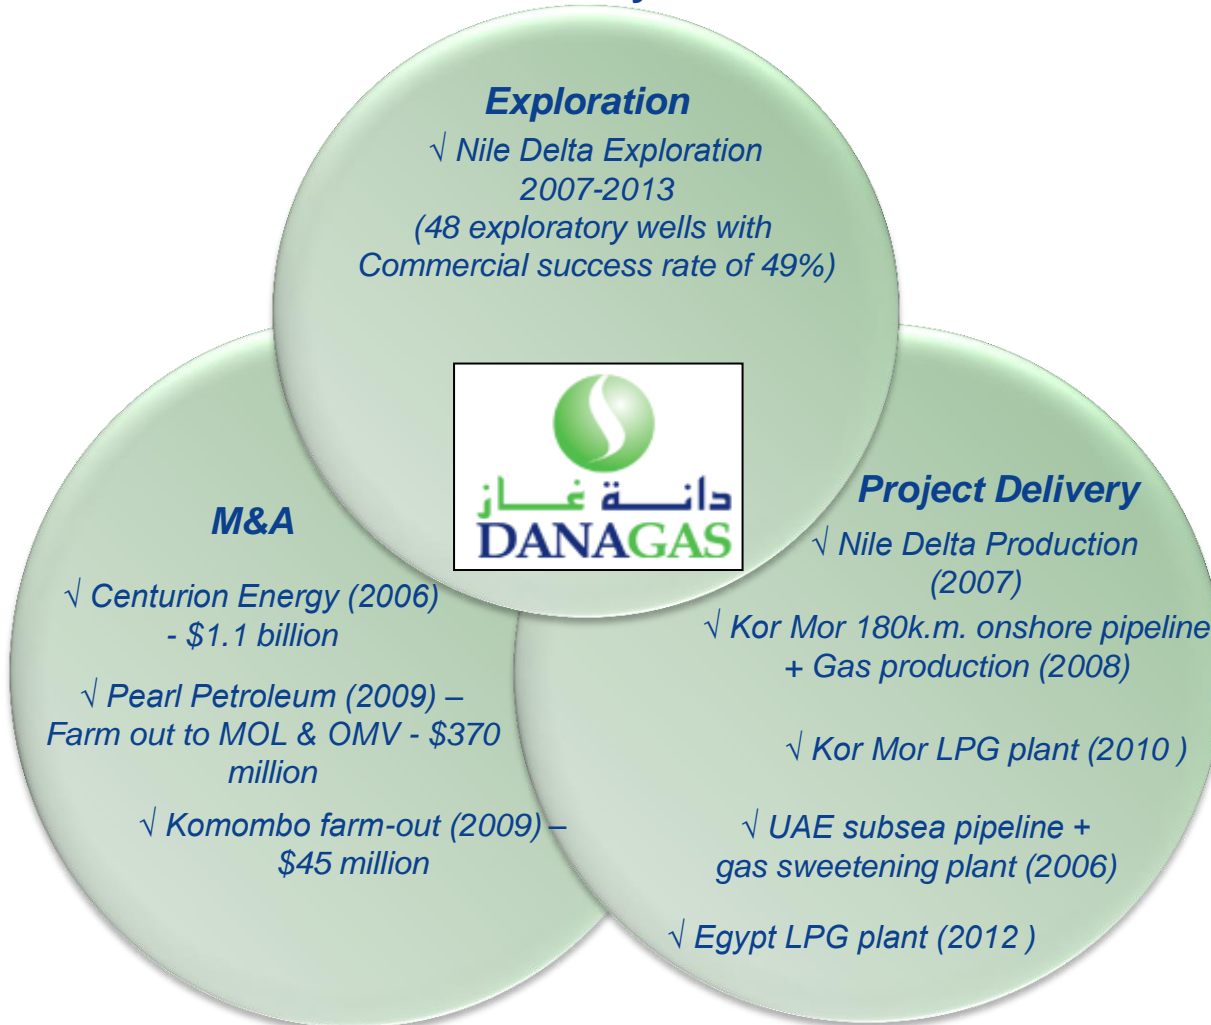 Exploration
√ Nile Delta Exploration
2007-2013
(48 exploratory wells with
Commercial success rate of 49%)
دانـــة غـــاز
DANAGAS
M&A
√ Centurion Energy (2006)
- $1.1 billion
√ Pearl Petroleum (2009) –
Farm out to MOL & OMV - $370
million
√ Komombo farm-out (2009) –
$45 million
Project Delivery
√ Nile Delta Production
(2007)
√ Kor Mor 180k.m. onshore pipeline
+ Gas production (2008)
√ Kor Mor LPG plant (2010 )
√ UAE subsea pipeline +
gas sweetening plant (2006)
√ Egypt LPG plant (2012 )